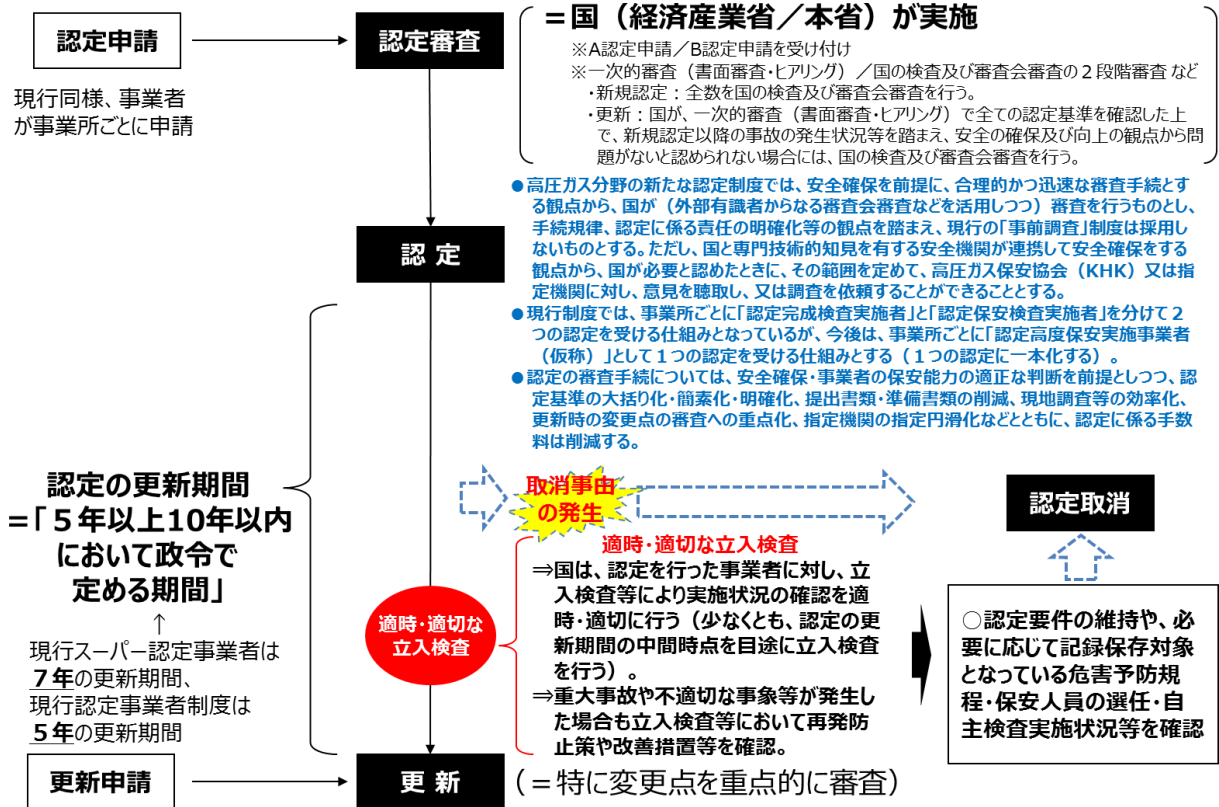 認定申請
現行同様、事業者
が事業所ごとに申請
認定審査
＝国（経済産業省／本省）が実施
※A認定申請／B認定申請を受け付け
※一次的審査（書面審査・ヒアリング）／国の検査及び審査会審査の２段階審査 など
・新規認定：全数を国の検査及び審査会審査を行う。
・更新：国が、一次的審査（書面審査・ヒアリング）で全ての認定基準を確認した上
で、新規認定以降の事故の発生状況等を踏まえ、安全の確保及び向上の観点から問
題がないと認められない場合には、国の検査及び審査会審査を行う。
●高圧ガス分野の新たな認定制度では、安全確保を前提に、合理的かつ迅速な審査手続とす
る観点から、国が（外部有識者からなる審査会審査などを活用しつつ）審査を行うものとし、
手続規律、認定に係る責任の明確化等の観点を踏まえ、現行の「事前調査」制度は採用し
ないものとする。ただし、国と専門技術的知見を有する安全機関が連携して安全確保をする
観点から、国が必要と認めたときに、その範囲を定めて、高圧ガス保安協会（KHK）又は指
定機関に対し、意見を聴取し、又は調査を依頼することができることとする。
●現行制度では、事業所ごとに「認定完成検査実施者」と「認定保安検査実施者」を分けて２
つの認定を受ける仕組みとなっているが、今後は、事業所ごとに「認定高度保安実施事業者
（仮称）」として１つの認定を受ける仕組みとする（１つの認定に一本化する）。
●認定の審査手続については、安全確保・事業者の保安能力の適正な判断を前提としつつ、認
定基準の大括り化・簡素化・明確化、提出書類・準備書類の削減、現地調査等の効率化、
更新時の変更点の審査への重点化、指定機関の指定円滑化などとともに、認定に係る手数
料は削減する。
認 定
認定の更新期間
＝「５年以上10年以内
において政令で
定める期間」
↑
現行スーパー認定事業者は
７年の更新期間、
現行認定事業者制度は
５年の更新期間
取消事由
の発生
認定取消
適時・適切な
立入検査
適時・適切な立入検査
⇒国は、認定を行った事業者に対し、立
入検査等により実施状況の確認を適
時・適切に行う（少なくとも、認定の更
新期間の中間時点を目途に立入検査
を行う）。
⇒重大事故や不適切な事象等が発生し
た場合も立入検査等において再発防
止策や改善措置等を確認。
○認定要件の維持や、必
要に応じて記録保存対象
となっている危害予防規
程・保安人員の選任・自
主検査実施状況等を確認
更新申請
更 新
（＝特に変更点を重点的に審査）